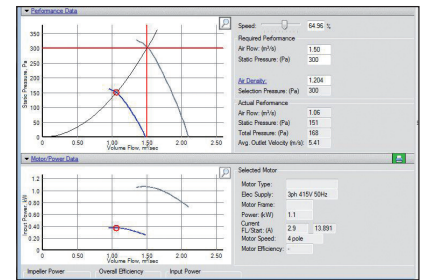 Performance Data
Speed: 64.96 %
Required Performance
Air Flow: (m³/s) 1.50
Static Pressure: (Pa) 300
Air Density: 1.204
Selection Pressure: (Pa) 300
Actual Performance
Air Flow: (m³/s) 1.06
Static Pressure: (Pa) 151
Total Pressure: (Pa) 168
Avg. Outlet Velocity (m/s): 5.41
Static Pressure, Pa
350
300
250
200
150
100
50
0
0 0.50 1.00 1.50 2.00 2.50
Volume Flow, m³/sec
Motor/Power Data
Selected Motor
Motor Type:
Elec Supply: 3ph 415V 50Hz
Motor Frame:
Power: (kW) 1.1
Current
FL/Start: (A) 2.9 13.891
Motor Speed: 4 pole
Motor Efficiency: -
Input Power, kW
1.2
1.0
0.80
0.60
0.40
0.20
0
0 0.50 1.00 1.50 2.00 2.50
Volume Flow, m³/sec
Impeller Power Overall Efficiency Input Power